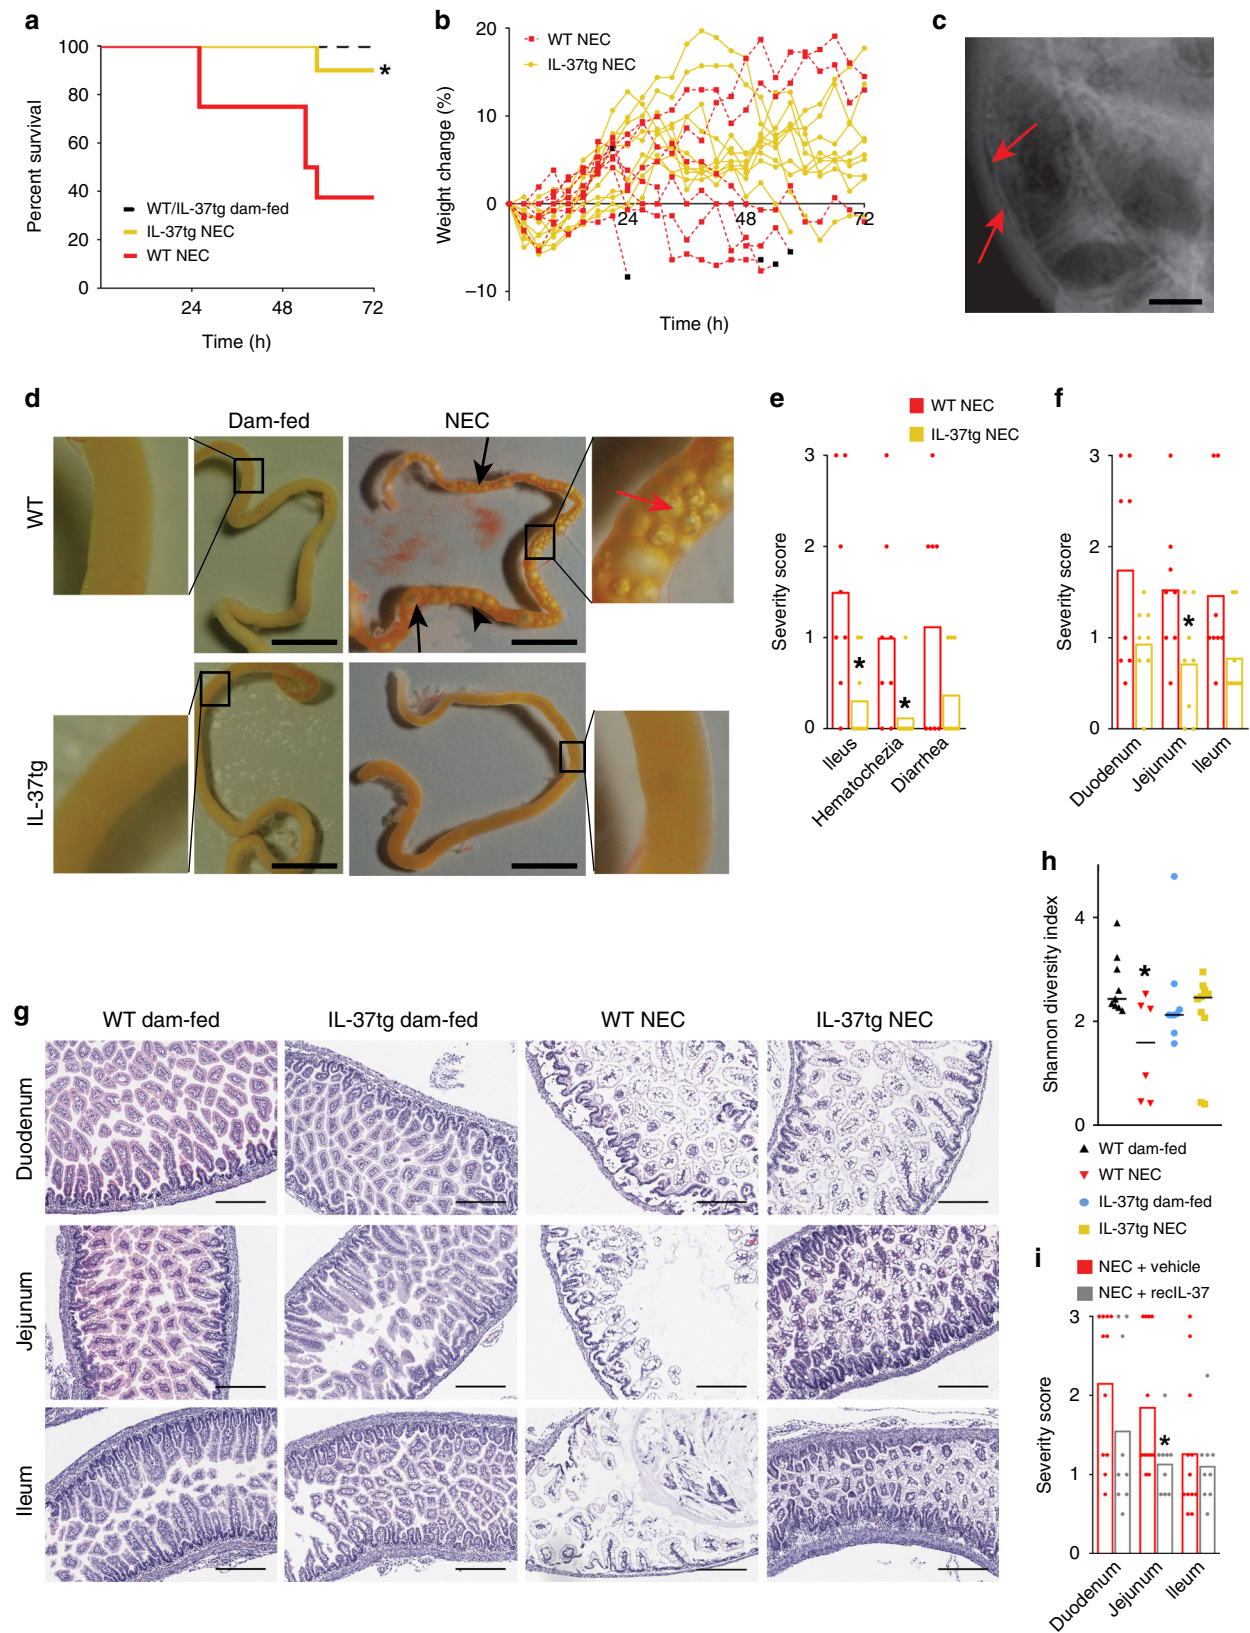 a
100
80
60
40
20
0
Percent survival
*
WT/IL-37tg dam-fed
IL-37tg NEC
WT NEC
24
48
72
Time (h)
b
20
10
0
–10
Weight change (%)
WT NEC
IL-37tg NEC
24
48
72
Time (h)
c
d
Dam-fed
NEC
WT
IL-37tg
e
WT NEC
IL-37tg NEC
3
2
1
0
Severity score
*
*
Ileus
Hematochezia
Diarrhea
f
3
2
1
0
Severity score
*
Duodenum
Jejunum
Ileum
g
WT dam-fed
IL-37tg dam-fed
WT NEC
IL-37tg NEC
Duodenum
Jejunum
Ileum
h
4
2
0
Shannon diversity index
*
WT dam-fed
WT NEC
IL-37tg dam-fed
IL-37tg NEC
i
NEC + vehicle
NEC + recIL-37
3
2
1
0
Severity score
*
Duodenum
Jejunum
Ileum